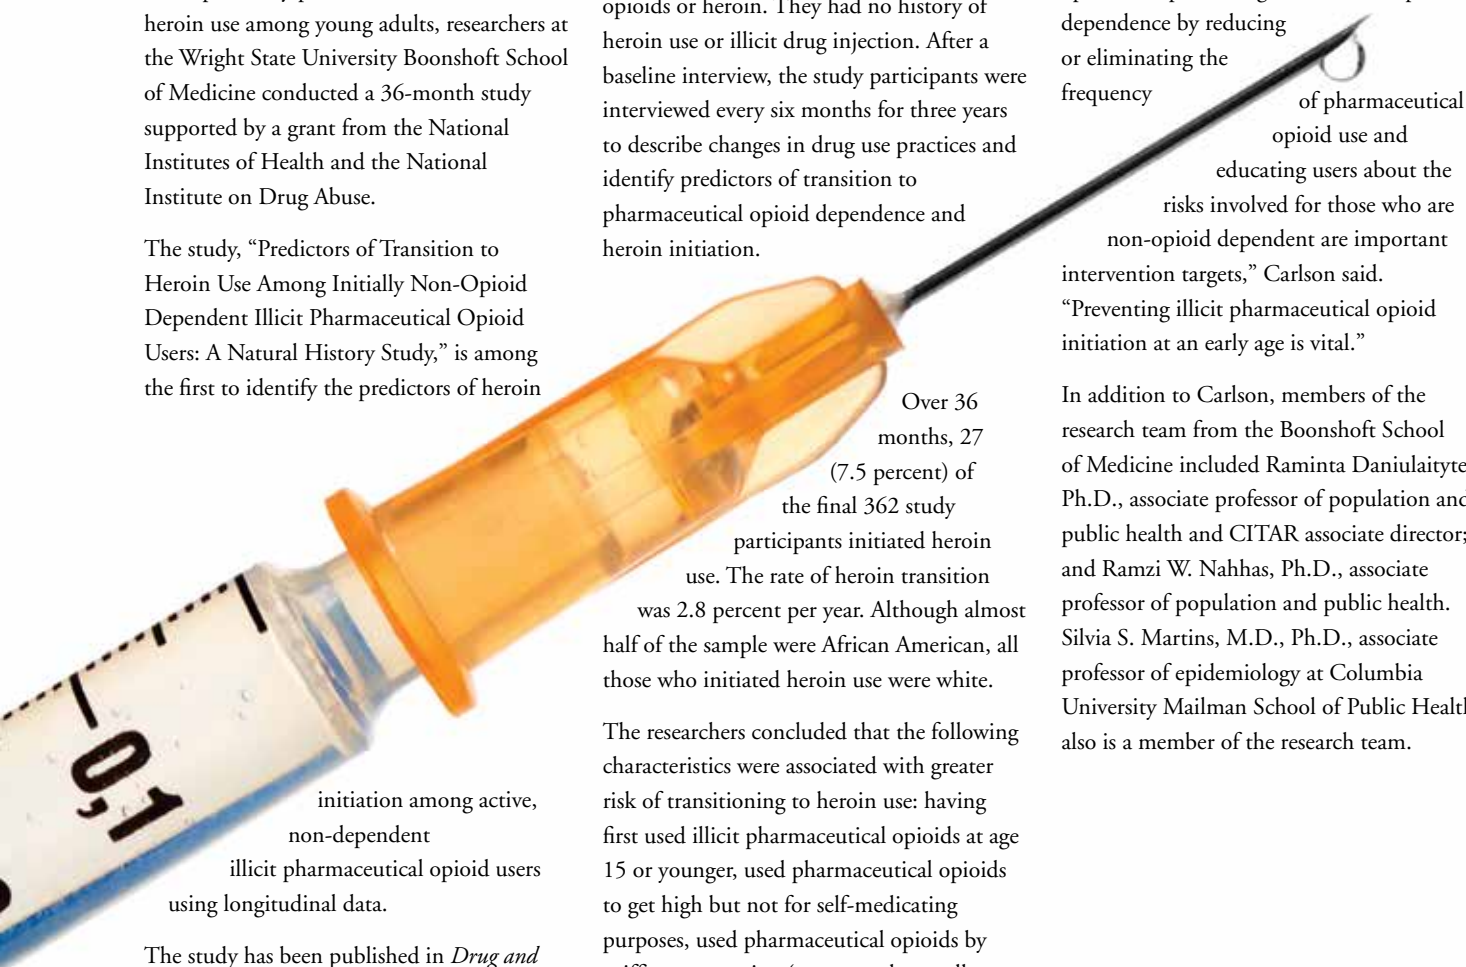 heroin use among young adults, researchers at
the Wright State University Boonshoft School
of Medicine conducted a 36-month study
supported by a grant from the National
Institutes of Health and the National
Institute on Drug Abuse.
The study, “Predictors of Transition to
Heroin Use Among Initially Non-Opioid
Dependent Illicit Pharmaceutical Opioid
Users: A Natural History Study,” is among
the first to identify the predictors of heroin
initiation among active,
non-dependent
illicit pharmaceutical opioid users
using longitudinal data.
The study has been published in Drug and
opioids or heroin. They had no history of
heroin use or illicit drug injection. After a
baseline interview, the study participants were
interviewed every six months for three years
to describe changes in drug use practices and
identify predictors of transition to
pharmaceutical opioid dependence and
heroin initiation.
Over 36
months, 27
(7.5 percent) of
the final 362 study
participants initiated heroin
use. The rate of heroin transition
was 2.8 percent per year. Although almost
half of the sample were African American, all
those who initiated heroin use were white.
The researchers concluded that the following
characteristics were associated with greater
risk of transitioning to heroin use: having
first used illicit pharmaceutical opioids at age
15 or younger, used pharmaceutical opioids
to get high but not for self-medicating
purposes, used pharmaceutical opioids by
dependence by reducing
or eliminating the
frequency
of pharmaceutical
opioid use and
educating users about the
risks involved for those who are
non-opioid dependent are important
intervention targets,” Carlson said.
“Preventing illicit pharmaceutical opioid
initiation at an early age is vital.”
In addition to Carlson, members of the
research team from the Boonshoft School
of Medicine included Raminta Daniulaityte
Ph.D., associate professor of population and
public health and CITAR associate director;
and Ramzi W. Nahhas, Ph.D., associate
professor of population and public health.
Silvia S. Martins, M.D., Ph.D., associate
professor of epidemiology at Columbia
University Mailman School of Public Health
also is a member of the research team.
0,1